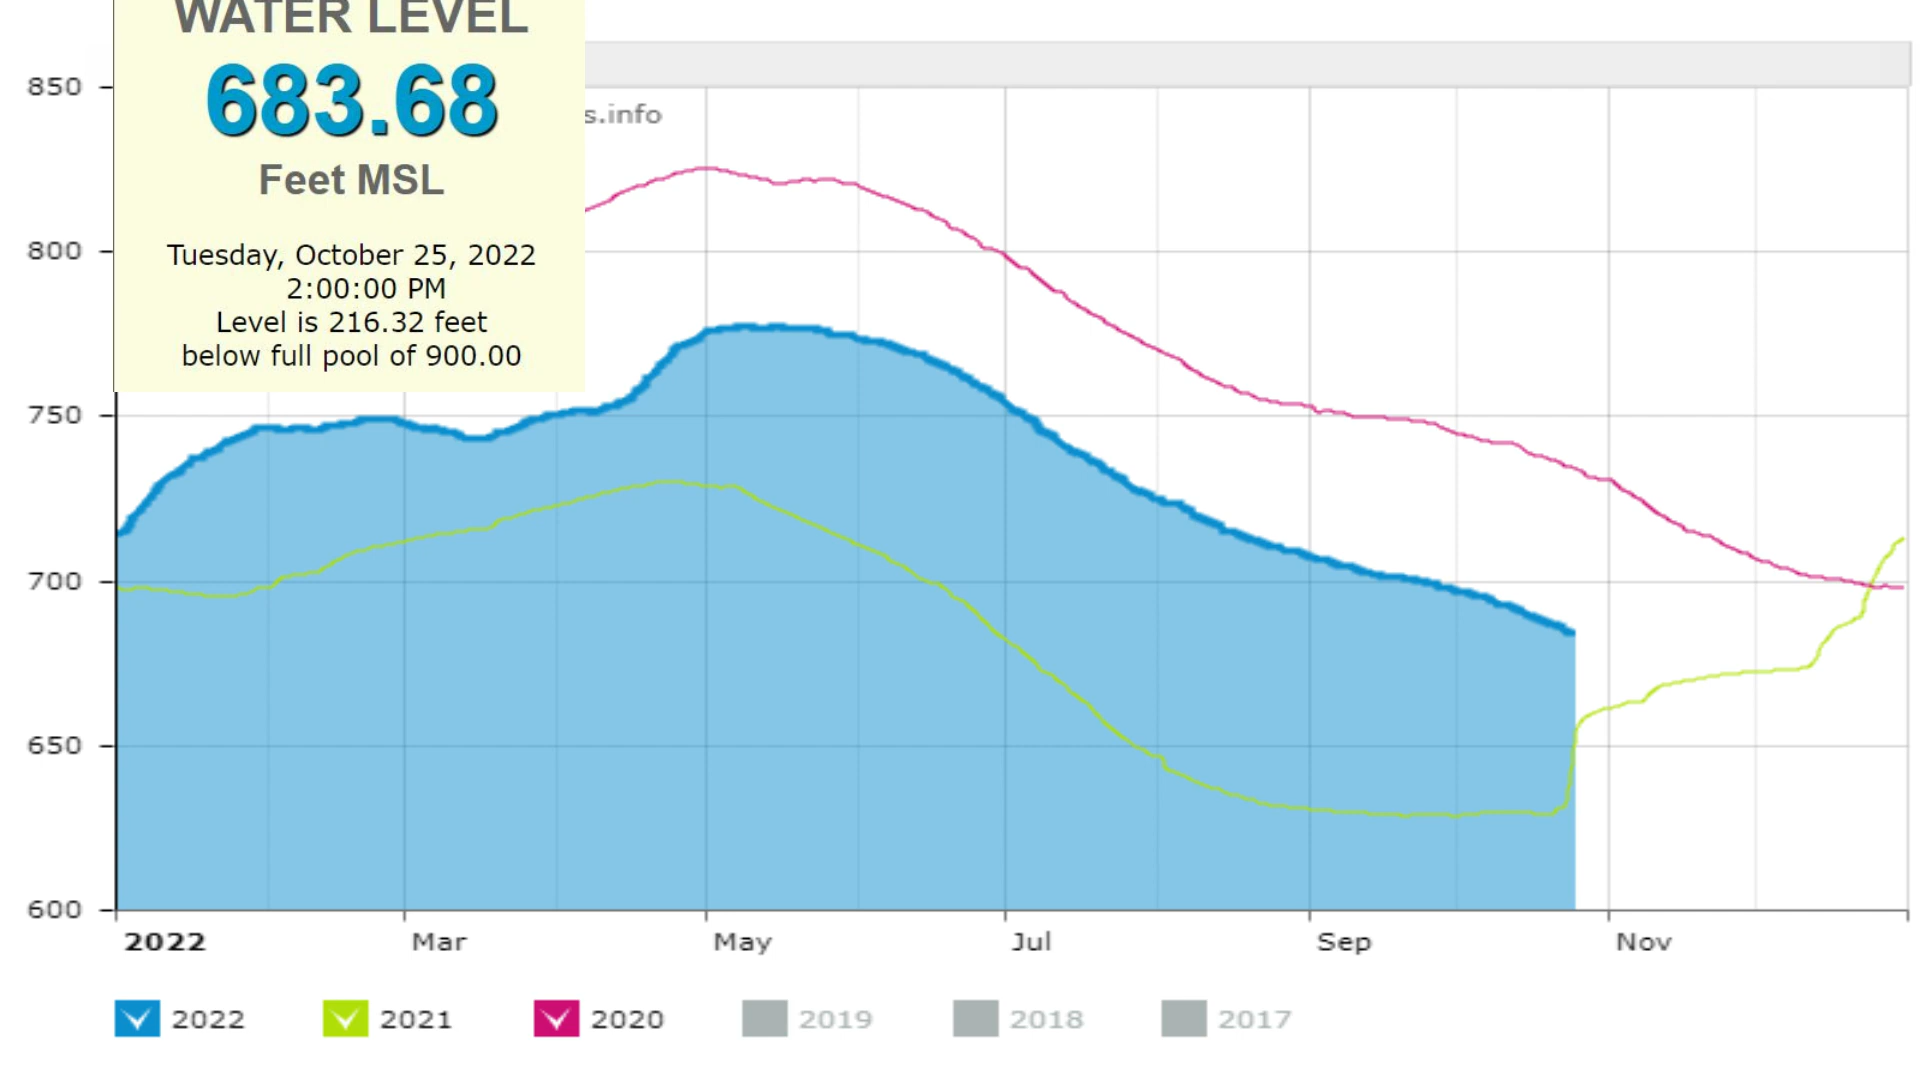 WATER LEVEL
683.68
Feet MSL
Tuesday, October 25, 2022
2:00:00 PM
Level is 216.32 feet
below full pool of 900.00
s.info
850
800
750
700
650
600
2022 Mar May Jul Sep Nov
2022 2021 2020 2019 2018 2017